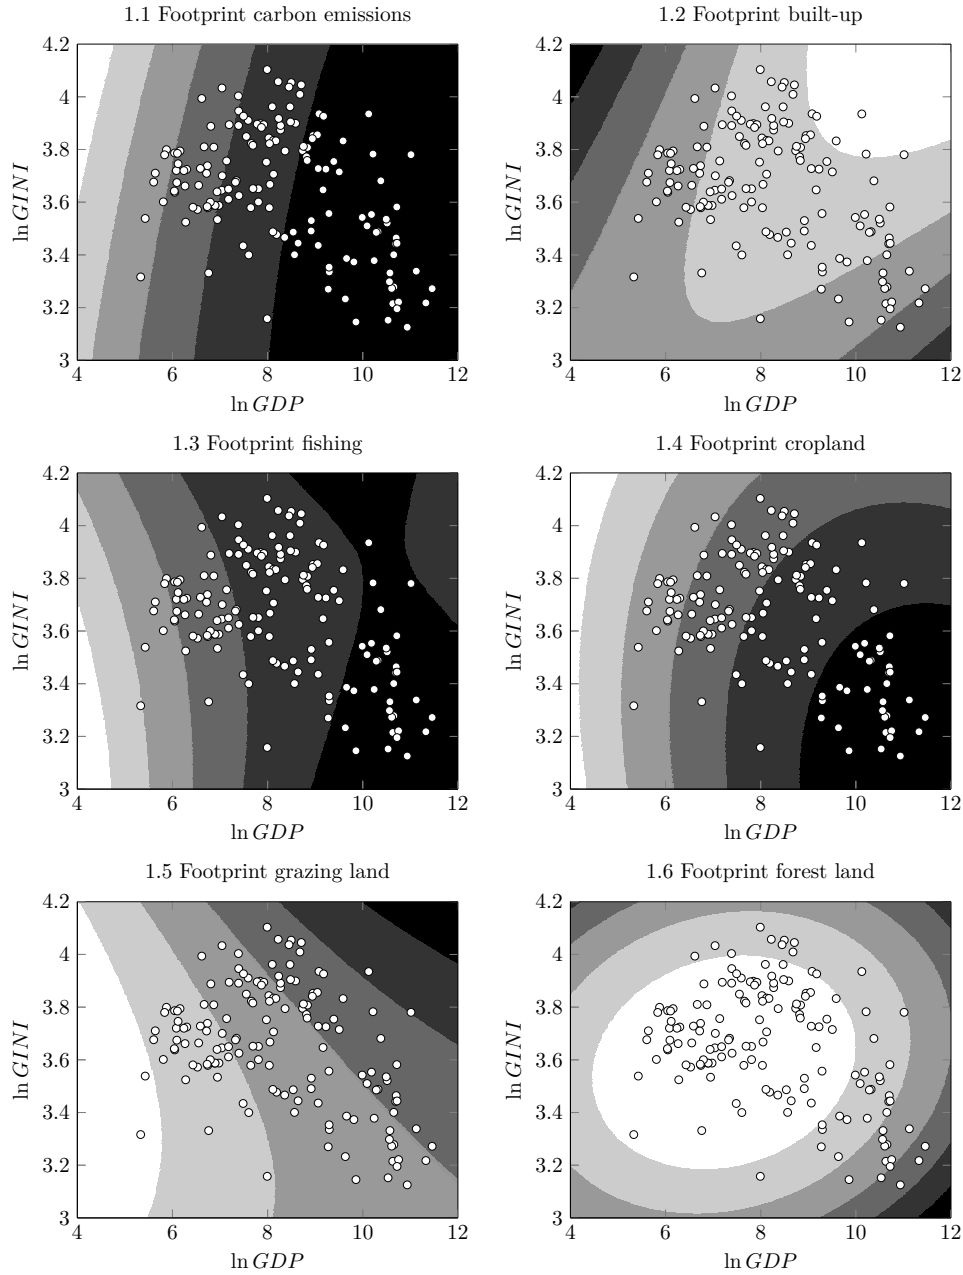 1.1 Footprint carbon emissions
1.2 Footprint built-up
4.2
4
3.8
3.6
3.4
3.2
3
ln GINI
4 6 8 10 12
ln GDP
4.2
4
3.8
3.6
3.4
3.2
3
ln GINI
4 6 8 10 12
ln GDP
1.3 Footprint fishing
1.4 Footprint cropland
4.2
4
3.8
3.6
3.4
3.2
3
ln GINI
4 6 8 10 12
ln GDP
4.2
4
3.8
3.6
3.4
3.2
3
ln GINI
4 6 8 10 12
ln GDP
1.5 Footprint grazing land
1.6 Footprint forest land
4.2
4
3.8
3.6
3.4
3.2
3
ln GINI
4 6 8 10 12
ln GDP
4.2
4
3.8
3.6
3.4
3.2
3
ln GINI
4 6 8 10 12
ln GDP